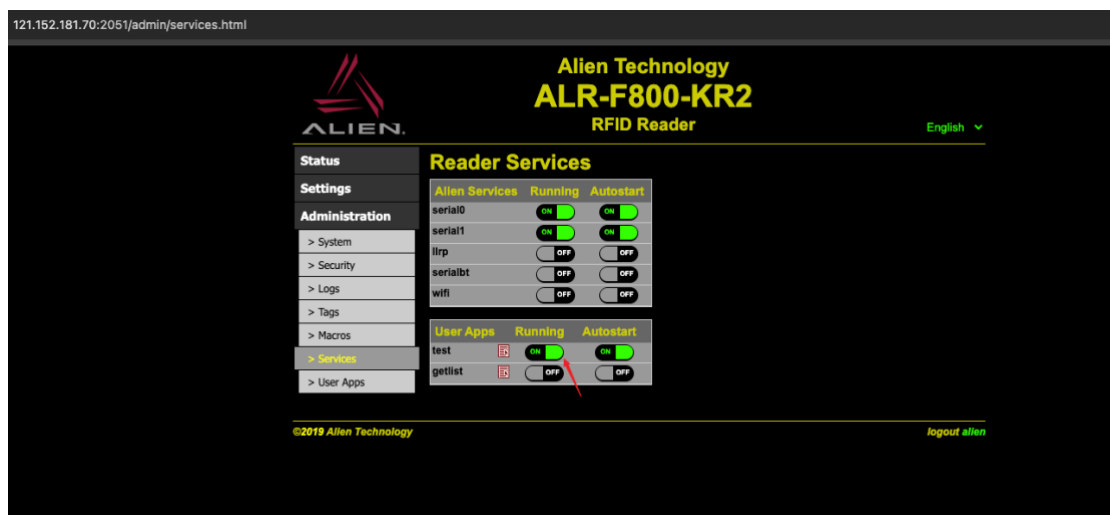 121.152.181.70:2051/admin/services.html
Alien Technology
ALR-F800-KR2
RFID Reader
ALIEN.
English
Status
Settings
Administration
> System
> Security
> Logs
> Tags
> Macros
> Services
> User Apps
Reader Services
Alien Services Running Autostart
serial0 ON ON
serial1 ON ON
llrp OFF OFF
serialbt OFF OFF
wifi OFF OFF
User Apps Running Autostart
test ON ON
getlist OFF OFF
©2019 Alien Technology
logout alien